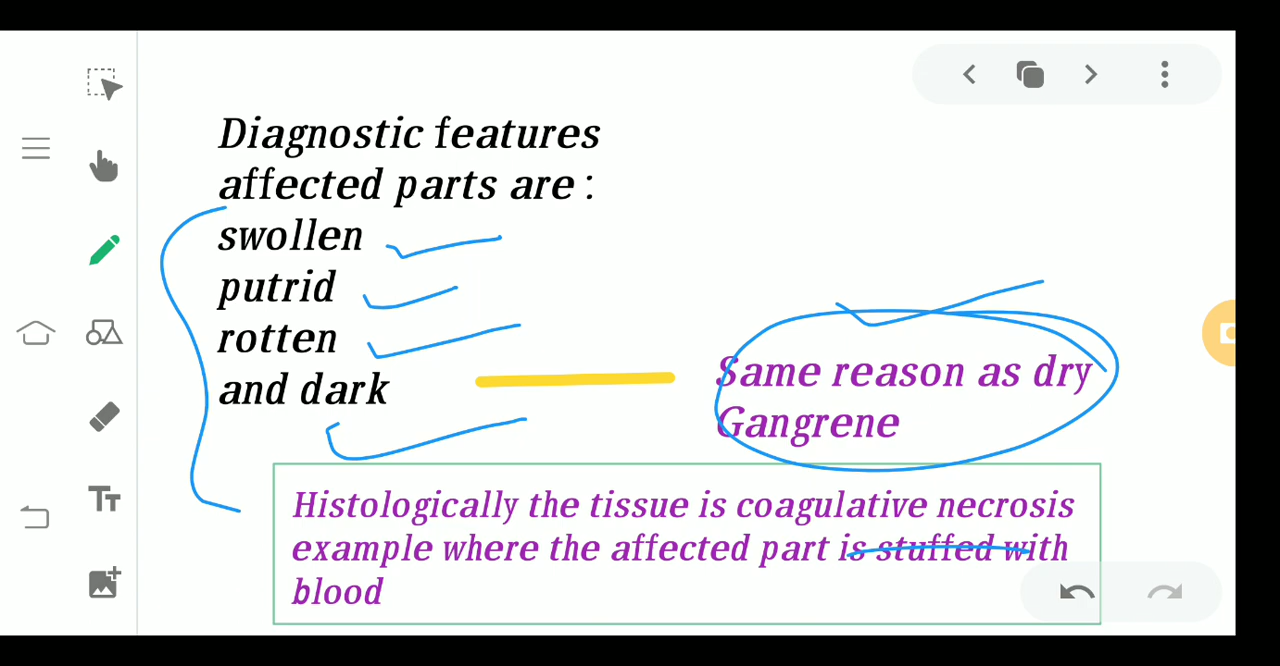 Diagnostic features
affected parts are :
swollen
putrid
rotten
and dark
Same reason as dry
Gangrene
Histologically the tissue is coagulative necrosis
example where the affected part is stuffed with
blood
TT